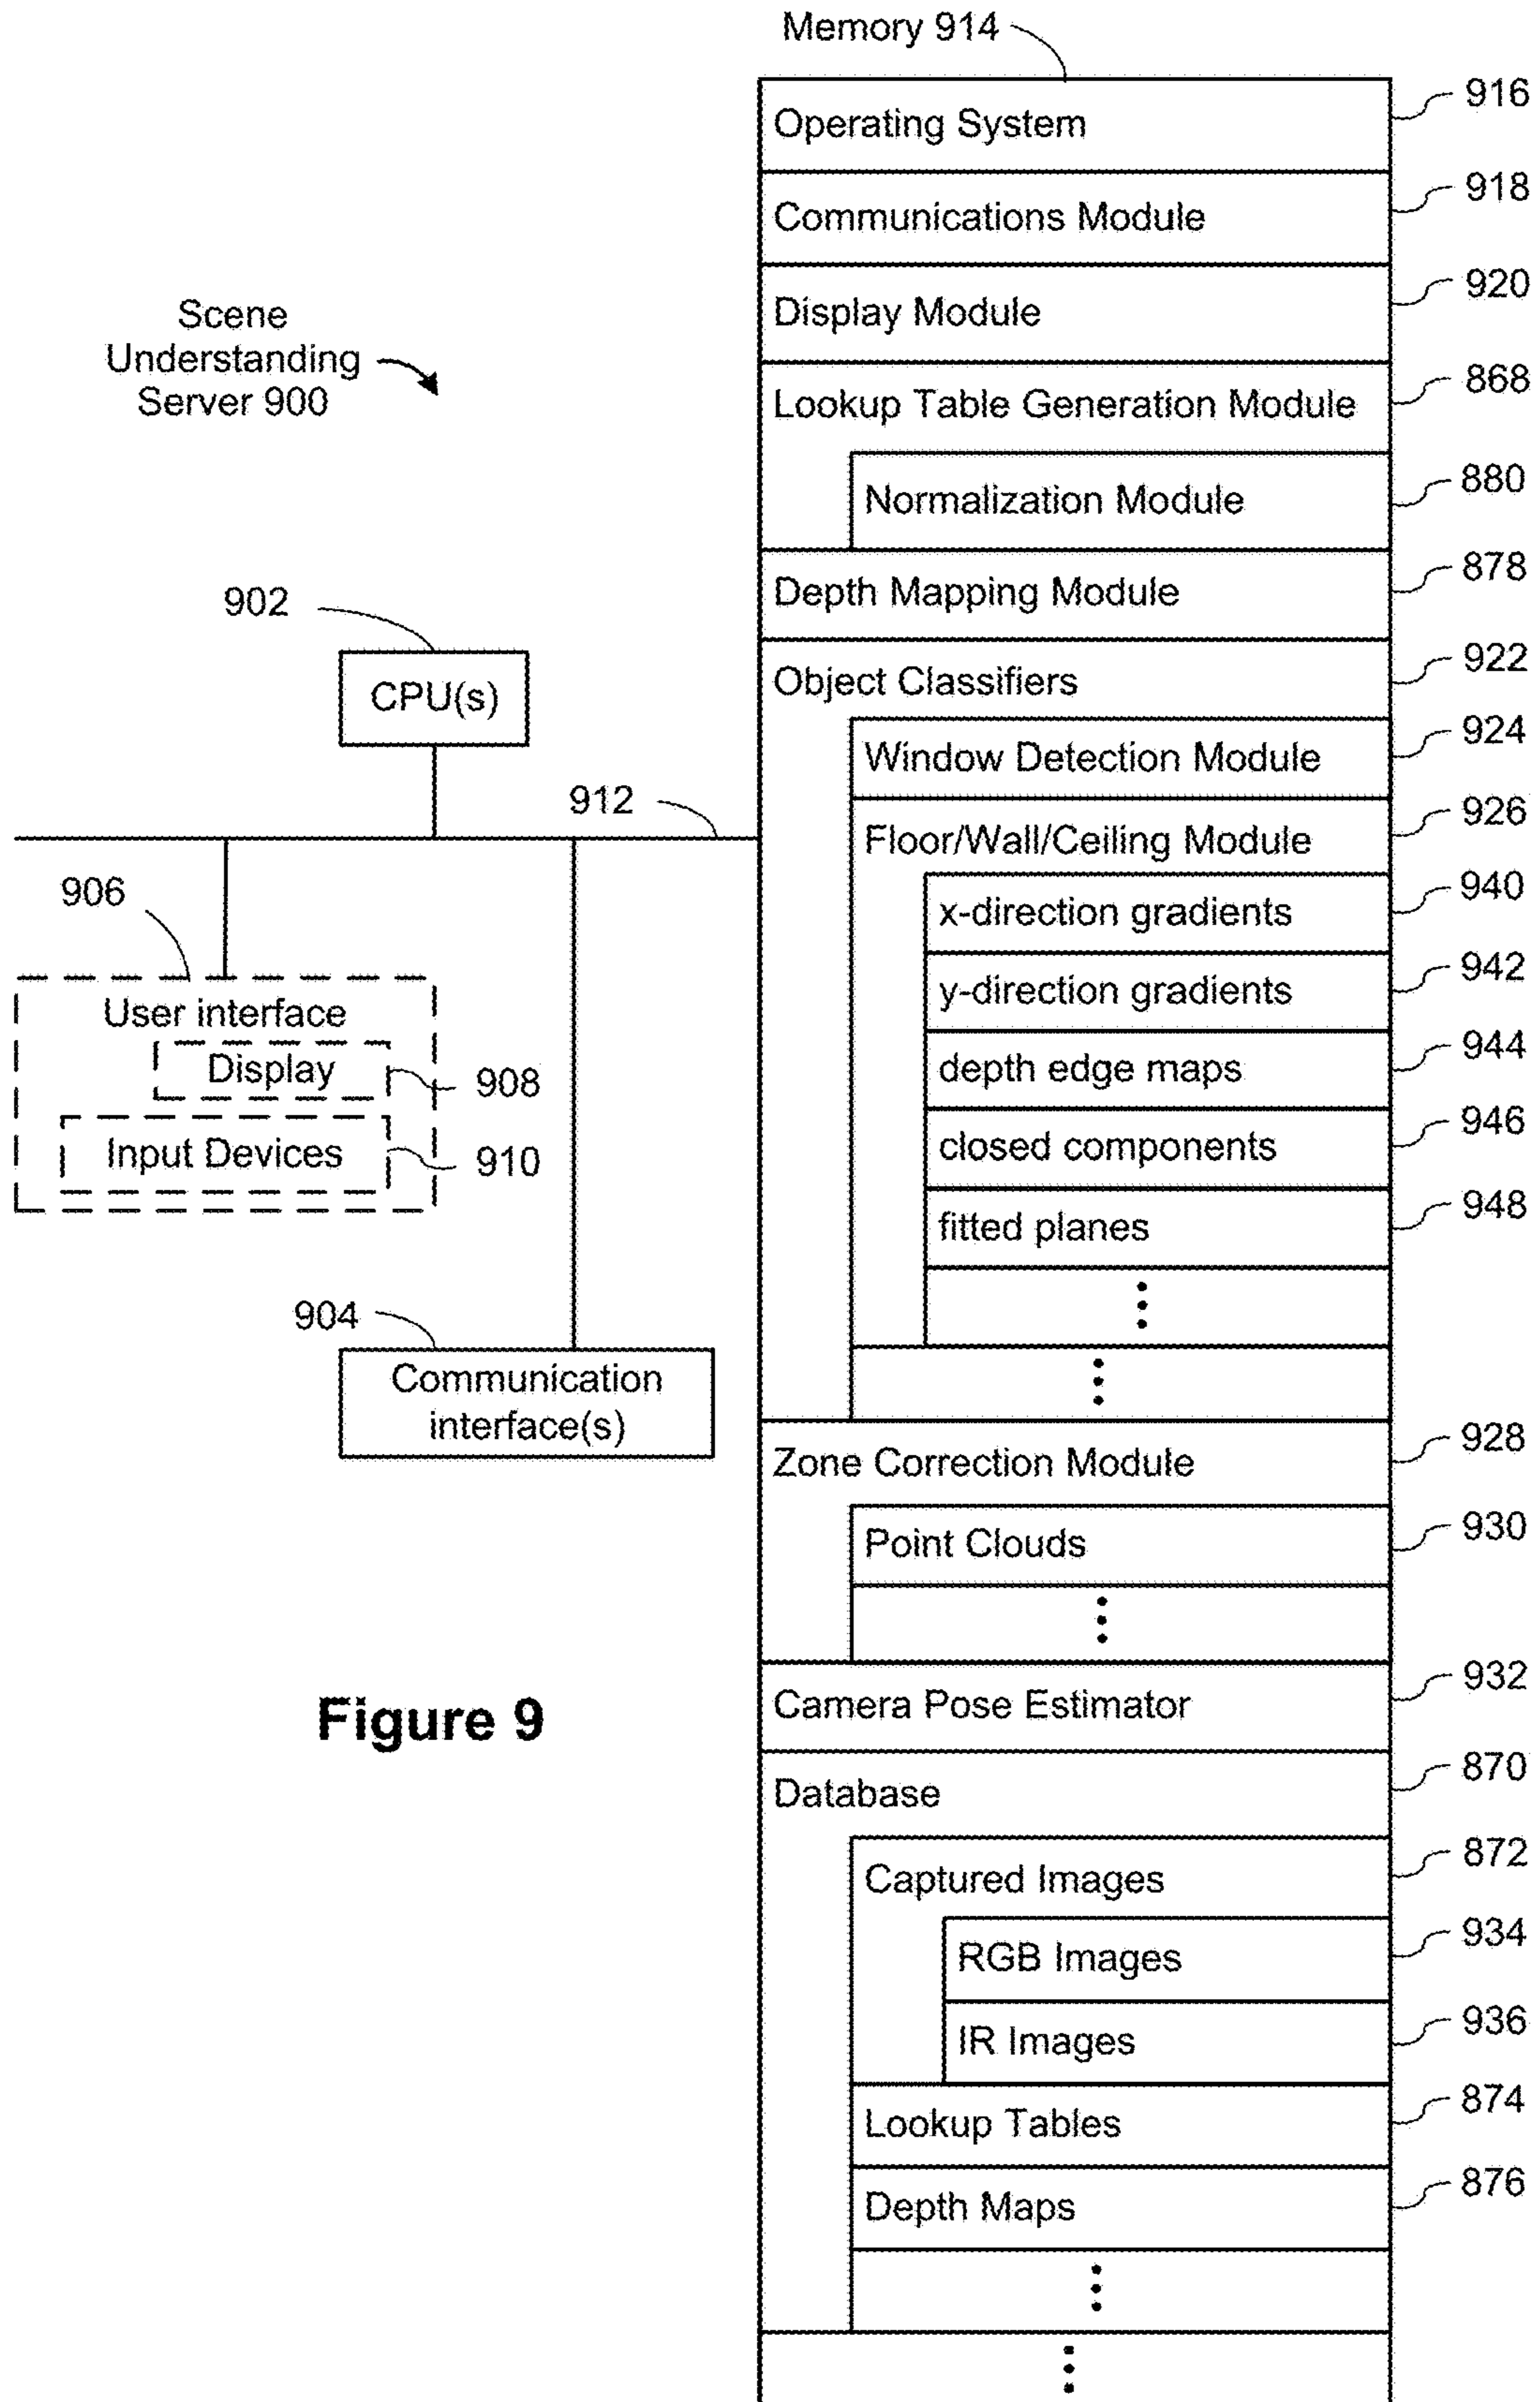 Memory 914
Operating System
916
Communications Module
918
Display Module
920
Lookup Table Generation Module
868
Normalization Module
880
Depth Mapping Module
878
Object Classifiers
922
Window Detection Module
924
Floor/Wall/Ceiling Module
926
x-direction gradients
940
y-direction gradients
942
depth edge maps
944
closed components
946
fitted planes
948
Zone Correction Module
928
Point Clouds
930
Camera Pose Estimator
932
Database
870
Captured Images
872
RGB Images
934
IR Images
936
Lookup Tables
874
Depth Maps
876
Scene
Understanding
Server 900
902
CPU(s)
912
906
User interface
Display
908
Input Devices
910
904
Communication
interface(s)
Figure 9